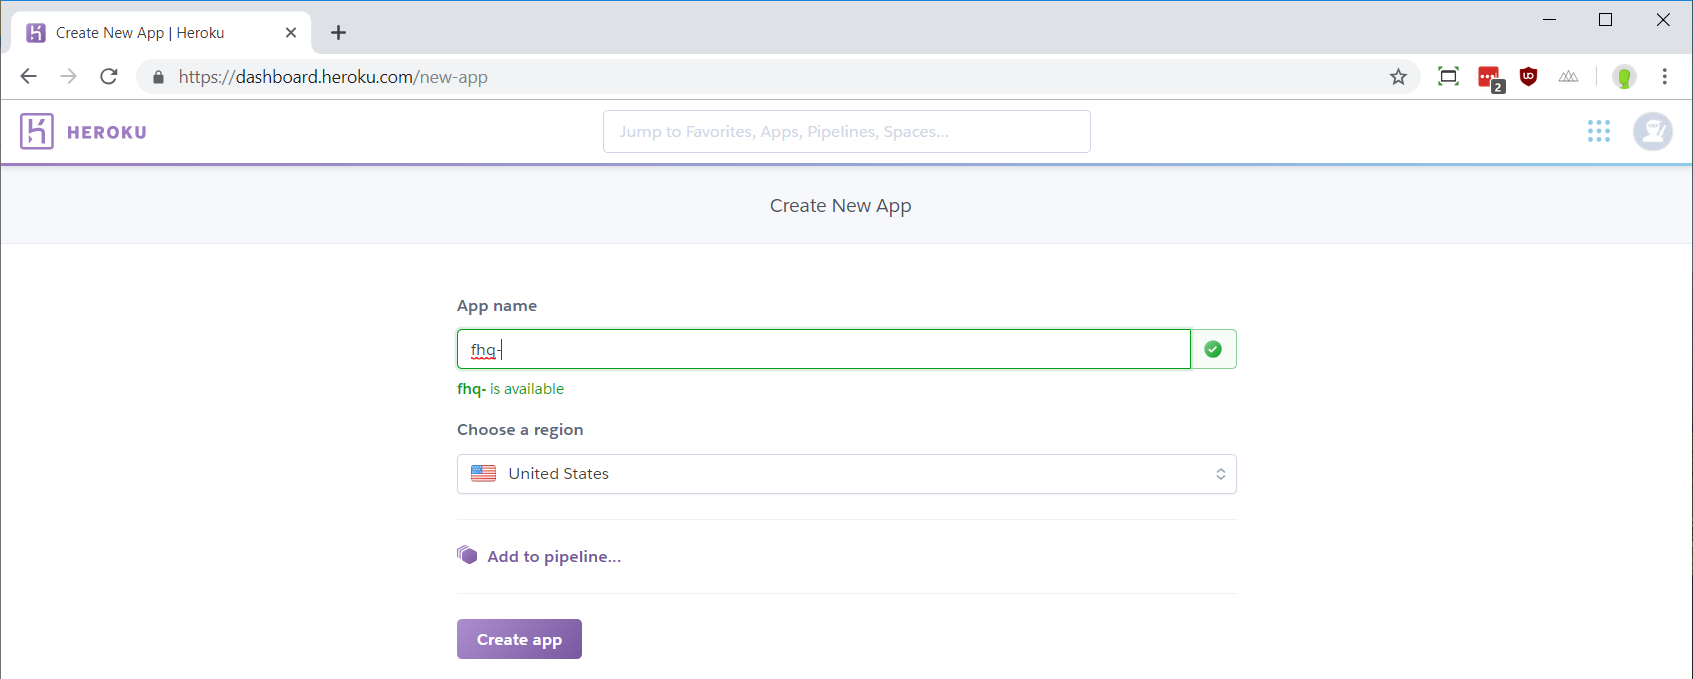 Create New App | Heroku
https://dashboard.heroku.com/new-app
2
HEROKU
Jump to Favorites, Apps, Pipelines, Spaces...
Create New App
App name
fhq-
fhq- is available
Choose a region
United States
Add to pipeline...
Create app